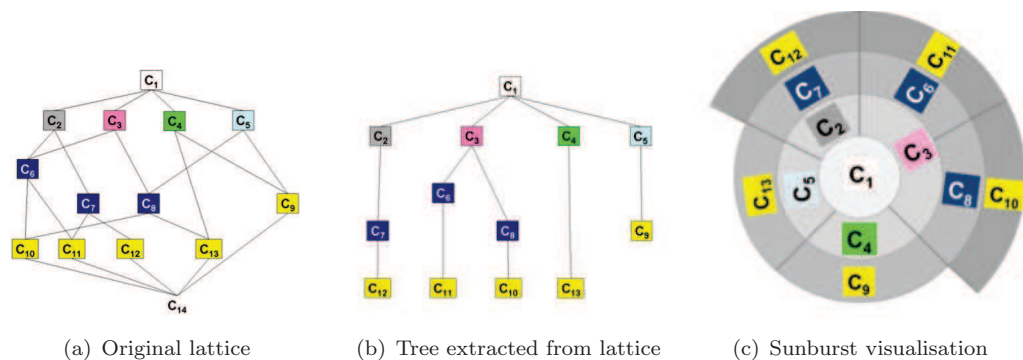 C1
C2 C3 C4 C5
C6
C7 C8 C9
C10 C11 C12 C13
C14
(a) Original lattice
C1
C2 C3 C4 C5
C6
C7 C8 C9
C12 C11 C10 C13
(b) Tree extracted from lattice
C12 C11
C7 C6
C2 C3
C1
C13 C5 C8 C10
C4
C9
(c) Sunburst visualisation